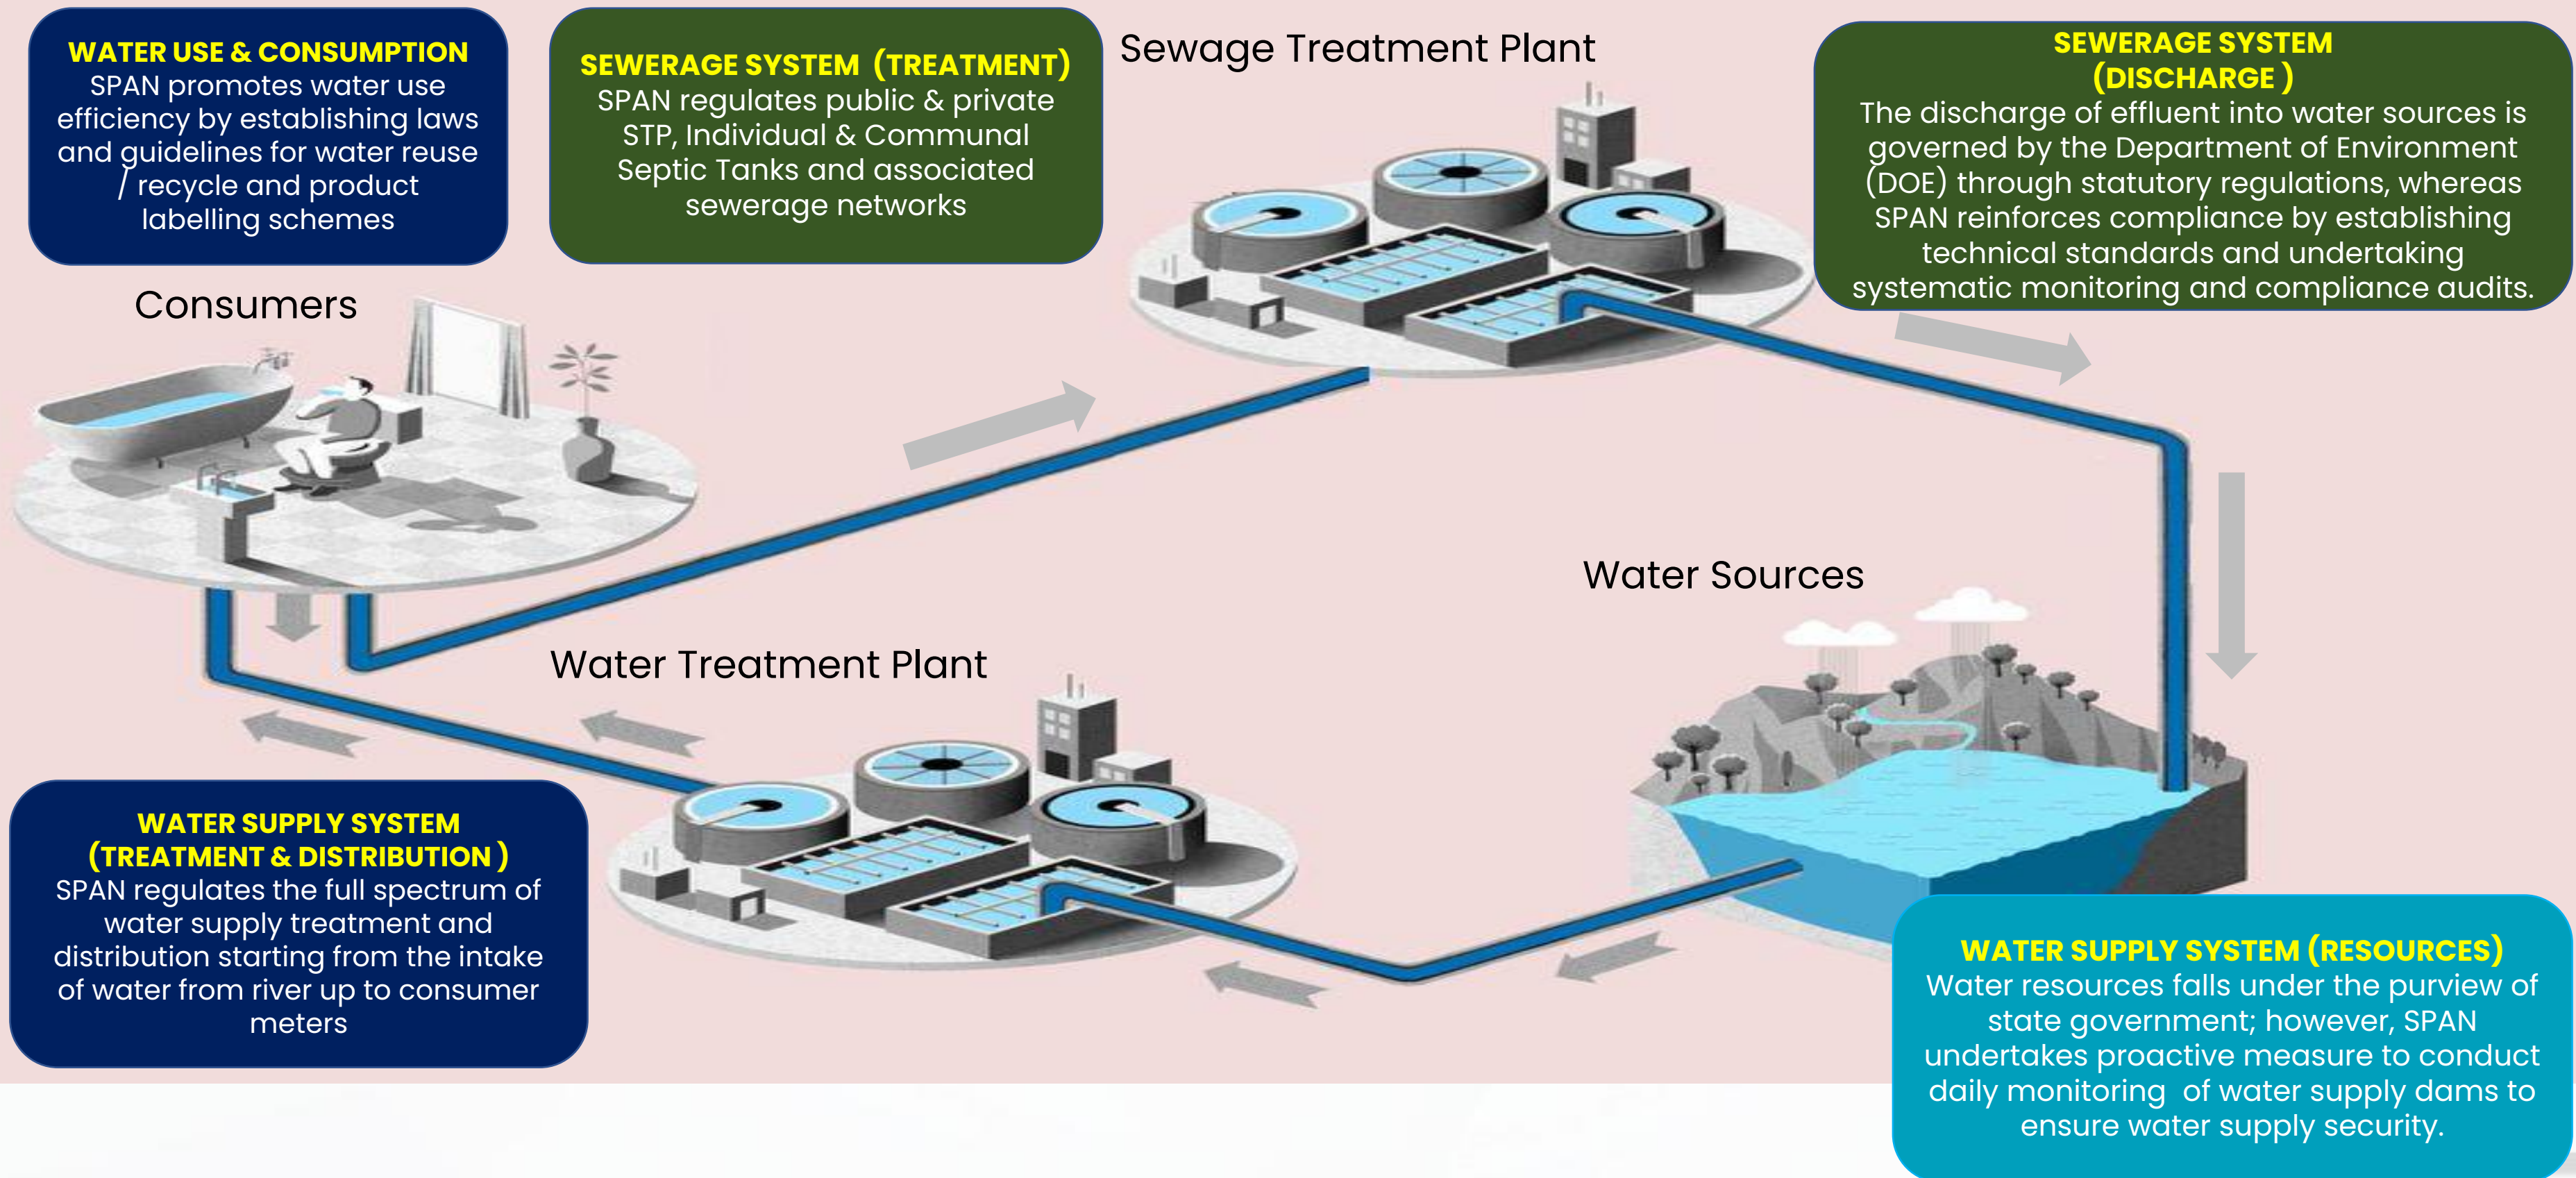 WATER USE & CONSUMPTION
SPAN promotes water use
efficiency by establishing laws
and guidelines for water reuse
/ recycle and product
labelling schemes
SEWERAGE SYSTEM (TREATMENT)
SPAN regulates public & private
STP, Individual & Communal
Septic Tanks and associated
sewerage networks
Sewage Treatment Plant
SEWERAGE SYSTEM
(DISCHARGE )
The discharge of effluent into water sources is
governed by the Department of Environment
(DOE) through statutory regulations, whereas
SPAN reinforces compliance by establishing
technical standards and undertaking
systematic monitoring and compliance audits.
Consumers
Water Sources
Water Treatment Plant
WATER SUPPLY SYSTEM
(TREATMENT & DISTRIBUTION )
SPAN regulates the full spectrum of
water supply treatment and
distribution starting from the intake
of water from river up to consumer
meters
WATER SUPPLY SYSTEM (RESOURCES)
Water resources falls under the purview of
state government; however, SPAN
undertakes proactive measure to conduct
daily monitoring of water supply dams to
ensure water supply security.